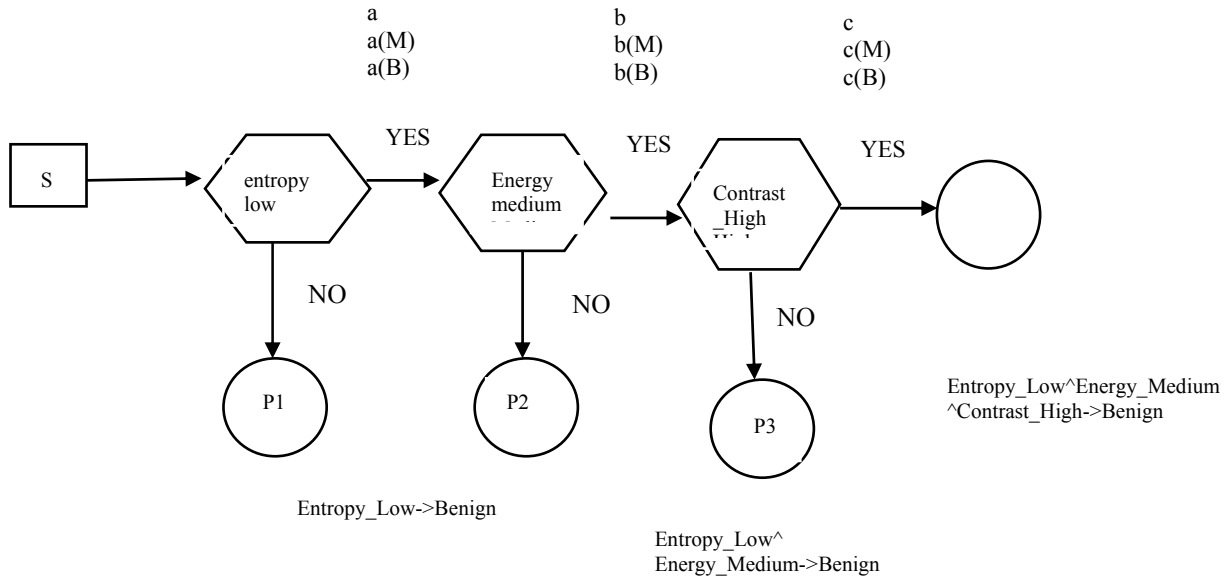 a
a(M)
a(B)
b
b(M)
b(B)
c
c(M)
c(B)
YES
YES
YES
S
entropy
low
Energy
medium
Contrast
_High
NO
NO
NO
P1
P2
P3
Entropy_Low^Energy_Medium
^Contrast_High->Benign
Entropy_Low->Benign
Entropy_Low^
Energy_Medium->Benign